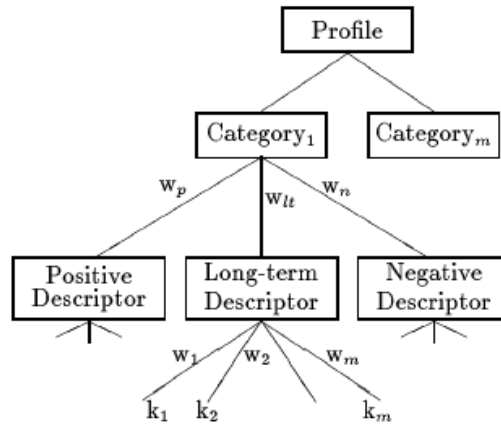 Profile
Category₁
Categoryₘ
wₚ
wₗₜ
wₙ
Positive
Descriptor
Long-term
Descriptor
Negative
Descriptor
w₁
w₂
wₘ
k₁
k₂
kₘ